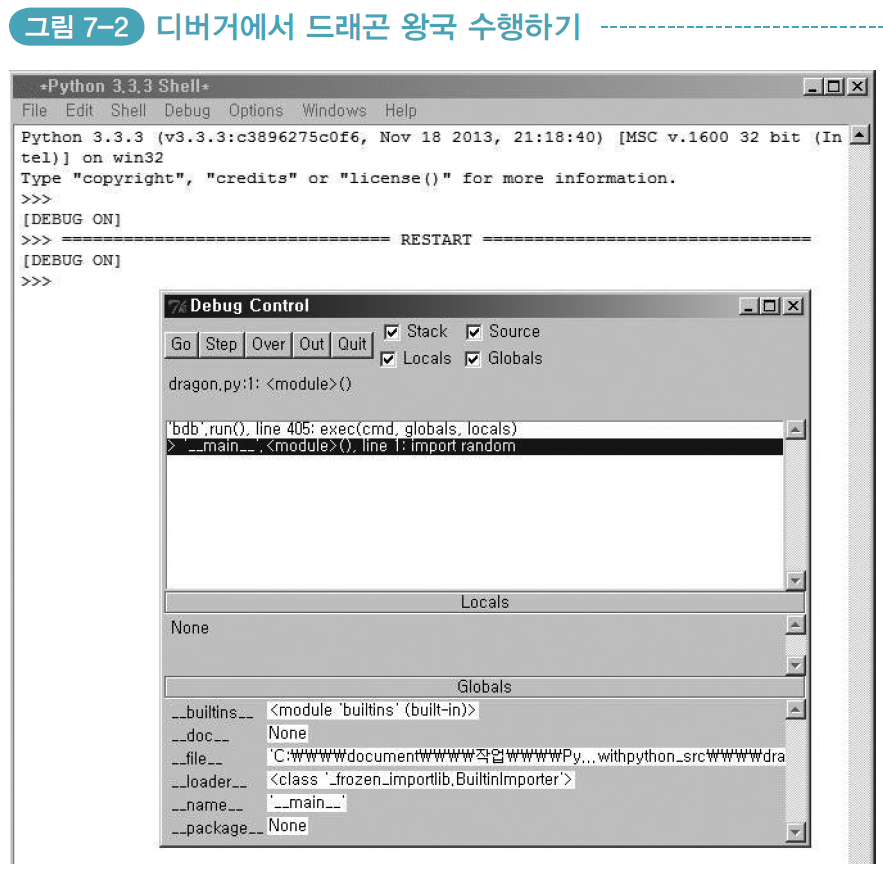 그림 7-2 디버거에서 드래곤 왕국 수행하기
*Python 3.3.3 Shell*
File Edit Shell Debug Options Windows Help
Python 3.3.3 (v3.3.3:c3896275c0f6, Nov 18 2013, 21:18:40) [MSC v.1600 32 bit (In
tel)] on win32
Type "copyright", "credits" or "license()" for more information.
>>>
[DEBUG ON]
>>> ================================ RESTART ================================
[DEBUG ON]
>>>
Debug Control
Go Step Over Out Quit
Stack Source
Locals Globals
dragon.py:1: <module>()
'bdb'.run(), line 405: exec(cmd, globals, locals)
> '__main__'.<module>(), line 1: import random
Locals
None
Globals
__builtins__ <module 'builtins' (built-in)>
__doc__ None
__file__ 'C:₩₩₩₩document₩₩₩₩작업₩₩₩₩Py...withpython_src₩₩₩₩dra
__loader__ <class '_frozen_importlib.BuiltinImporter'>
__name__ '__main__'
__package__ None